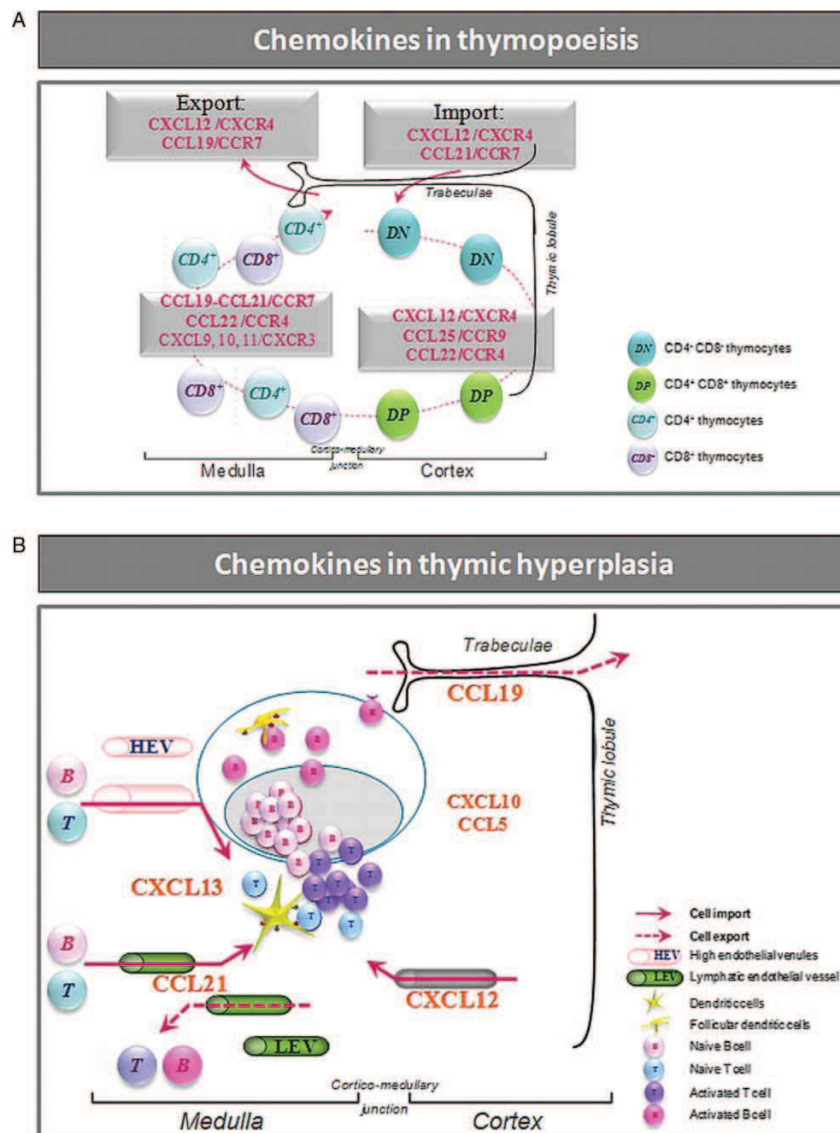 A
Chemokines in thymopoeisis
Export:
CXCL12/CXCR4
CCL19/CCR7
Import:
CXCL12/CXCR4
CCL21/CCR7
Trabeculae
Thymic lobule
CD4⁺
CD8⁺
CD4⁺
DN
DN
CCL19-CCL21/CCR7
CCL22/CCR4
CXCL9, 10, 11/CXCR3
CXCL12/CXCR4
CCL25/CCR9
CCL22/CCR4
CD8⁺
CD4⁺
CD8⁺
DP
DP
Cortico-medullary
junction
Medulla
Cortex
DN CD4⁻CD8⁻ thymocytes
DP CD4⁺ CD8⁺ thymocytes
CD4⁺ CD4⁺ thymocytes
CD8⁺ CD8⁺ thymocytes
B
Chemokines in thymic hyperplasia
Trabeculae
CCL19
Thymic lobule
HEV
B
T
B
B
B
B
B
B
B
B
B
B
B
B
B
B
CXCL10
CCL5
CXCL13
T
T
T
T
T
T
T
T
T
T
B
T
CCL21
CXCL12
LEV
T
B
Cortico-medullary
junction
Medulla
Cortex
Cell import
Cell export
HEV High endothelial venules
LEV Lymphatic endothelial vessel
Dendritic cells
Follicular dendritic cells
B Naive B cell
T Naive T cell
T Activated T cell
B Activated B cell